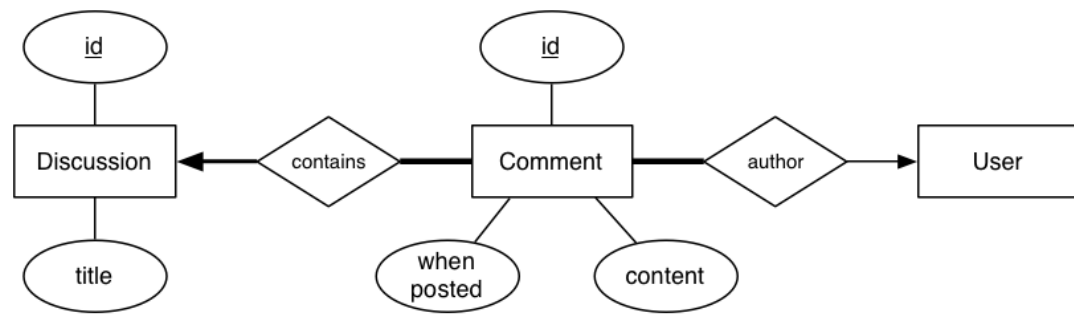 id
id
Discussion
contains
Comment
author
User
title
when
posted
content